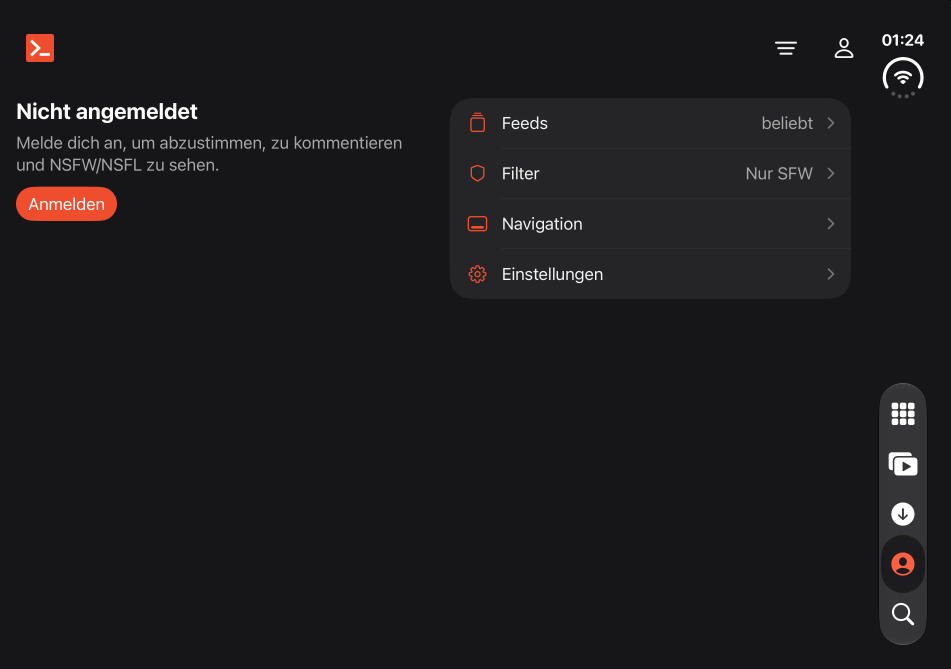 01:24
Nicht angemeldet
Melde dich an, um abzustimmen, zu kommentieren
und NSFW/NSFL zu sehen.
Anmelden
Feeds beliebt
Filter Nur SFW
Navigation
Einstellungen